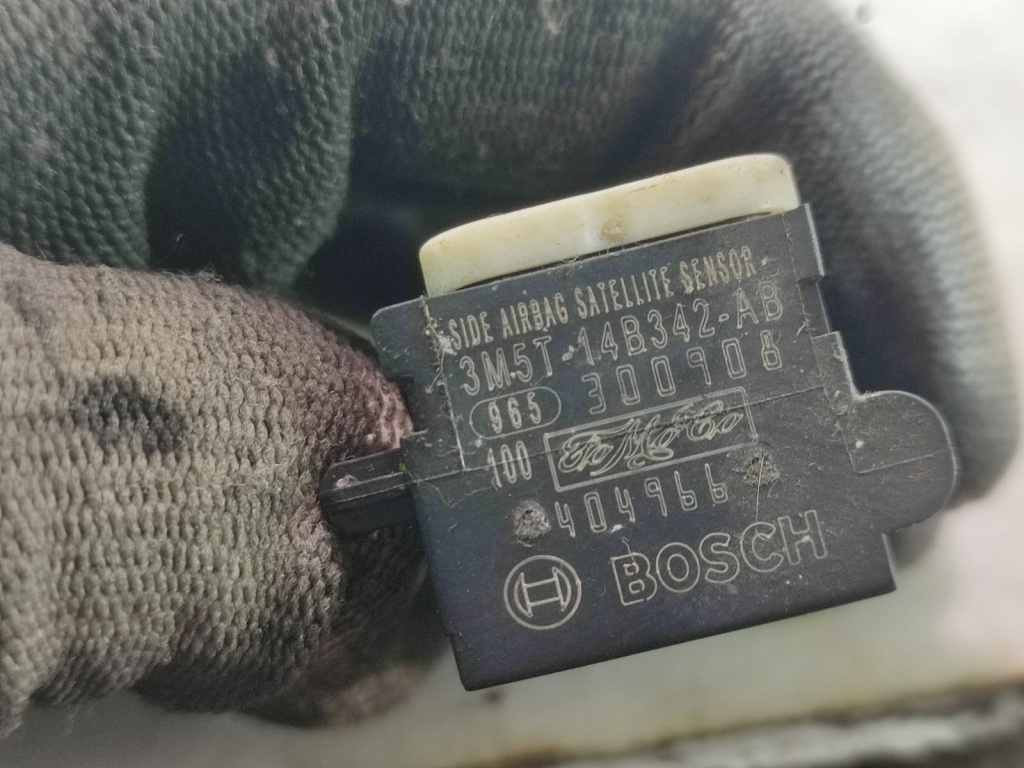 SIDE AIRBAG SATELLITE SENSOR
3M5T-14B342-AB
965 300908
100 FoMoCo
404966
BOSCH